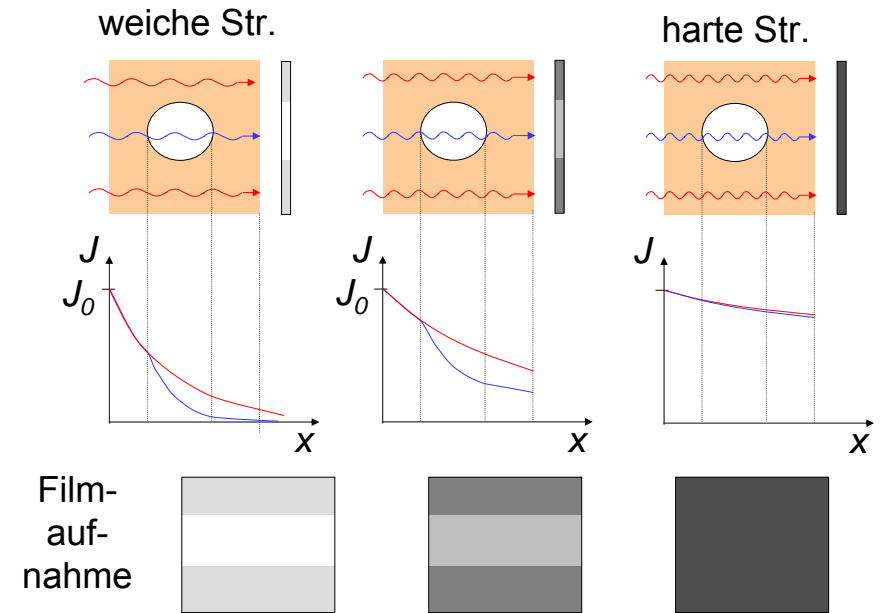 weiche Str.
harte Str.
J
J0
x
J
J0
x
J
x
Film-
auf-
nahme